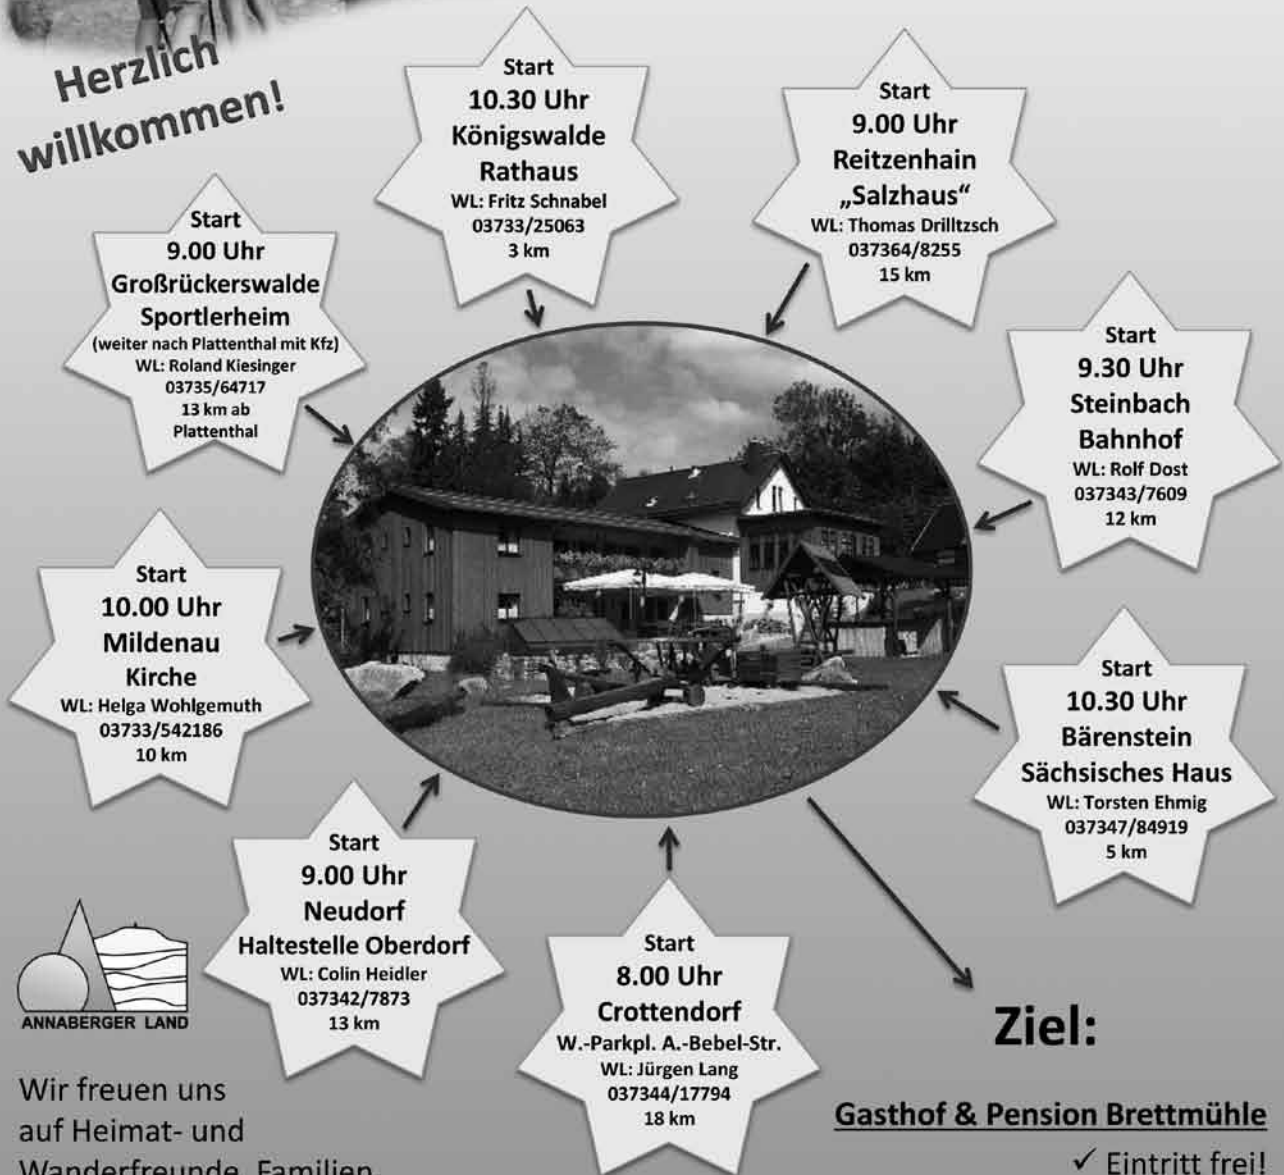 Herzlich
willkommen!
Start
10.30 Uhr
Königswalde
Rathaus
WL: Fritz Schnabel
03733/25063
3 km
Start
9.00 Uhr
Reitzenhain
„Salzhaus“
WL: Thomas Drilltzsch
037364/8255
15 km
Start
9.00 Uhr
Großrückerswalde
Sportlerheim
(weiter nach Plattenthal mit Kfz)
WL: Roland Kiesinger
03735/64717
13 km ab
Plattenthal
Start
9.30 Uhr
Steinbach
Bahnhof
WL: Rolf Dost
037343/7609
12 km
Start
10.00 Uhr
Mildenau
Kirche
WL: Helga Wohlgemuth
03733/542186
10 km
Start
10.30 Uhr
Bärenstein
Sächsisches Haus
WL: Torsten Ehmig
037347/84919
5 km
Start
9.00 Uhr
Neudorf
Haltestelle Oberdorf
WL: Colin Heidler
037342/7873
13 km
Start
8.00 Uhr
Crottendorf
W.-Parkpl. A.-Bebel-Str.
WL: Jürgen Lang
037344/17794
18 km
ANNABERGER LAND
Wir freuen uns
auf Heimat- und
Wanderfreunde, Familien
Ziel:
Gasthof & Pension Brettmühle
✓ Eintritt frei!